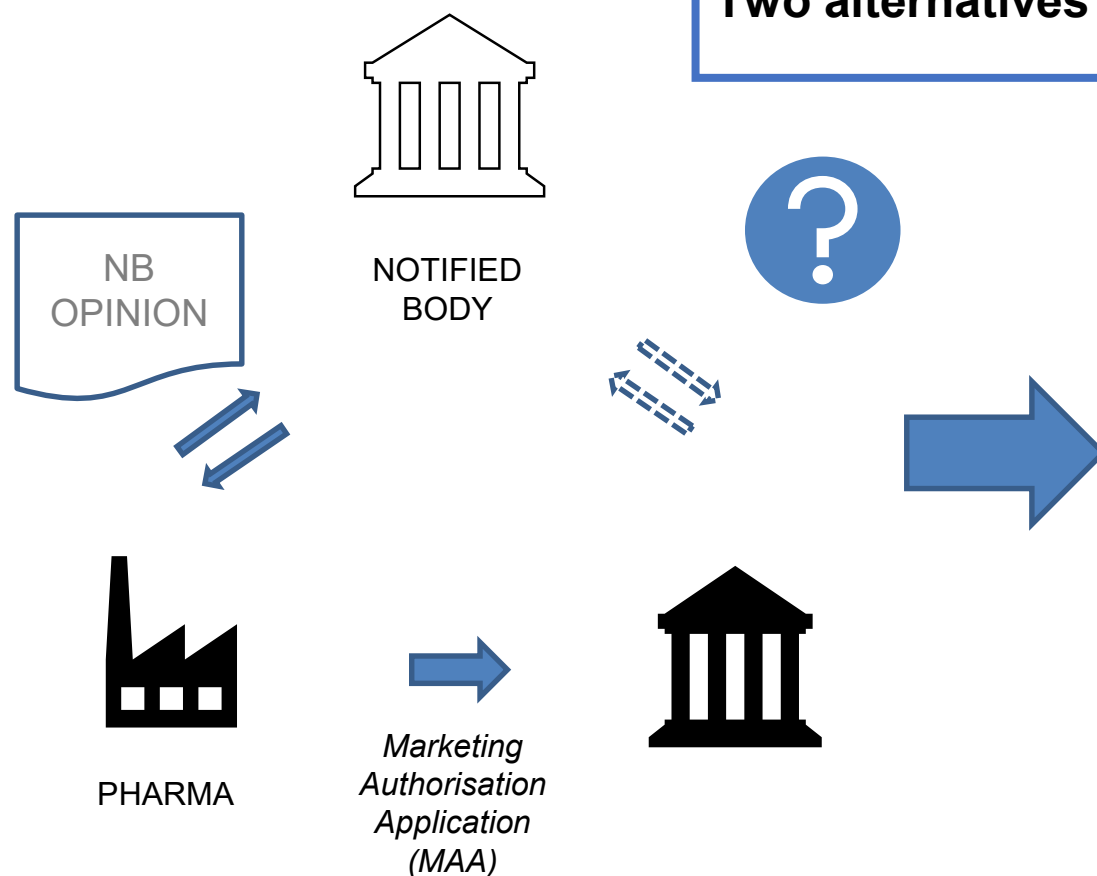 Two alternatives
NB
OPINION
NOTIFIED
BODY
PHARMA
Marketing
Authorisation
Application
(MAA)